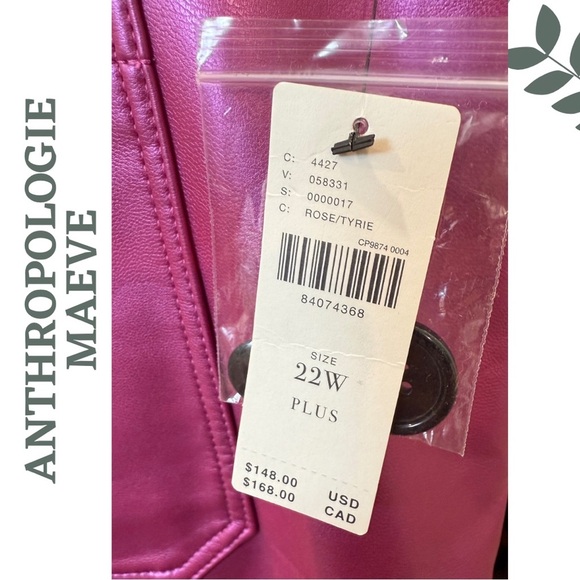 ANTHROPOLOGIE
MAEVE
C: 4427
V: 058331
S: 0000017
C: ROSE/TYRIE
CP9874 0004
84074368
SIZE
22W
PLUS
$148.00 USD
$168.00 CAD